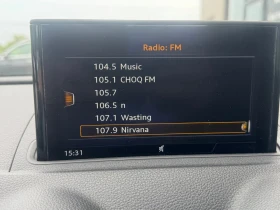 Radio: FM
104.5 Music
105.1 CHOQ FM
105.7
106.5 n
107.1 Wasting
107.9 Nirvana
15:31